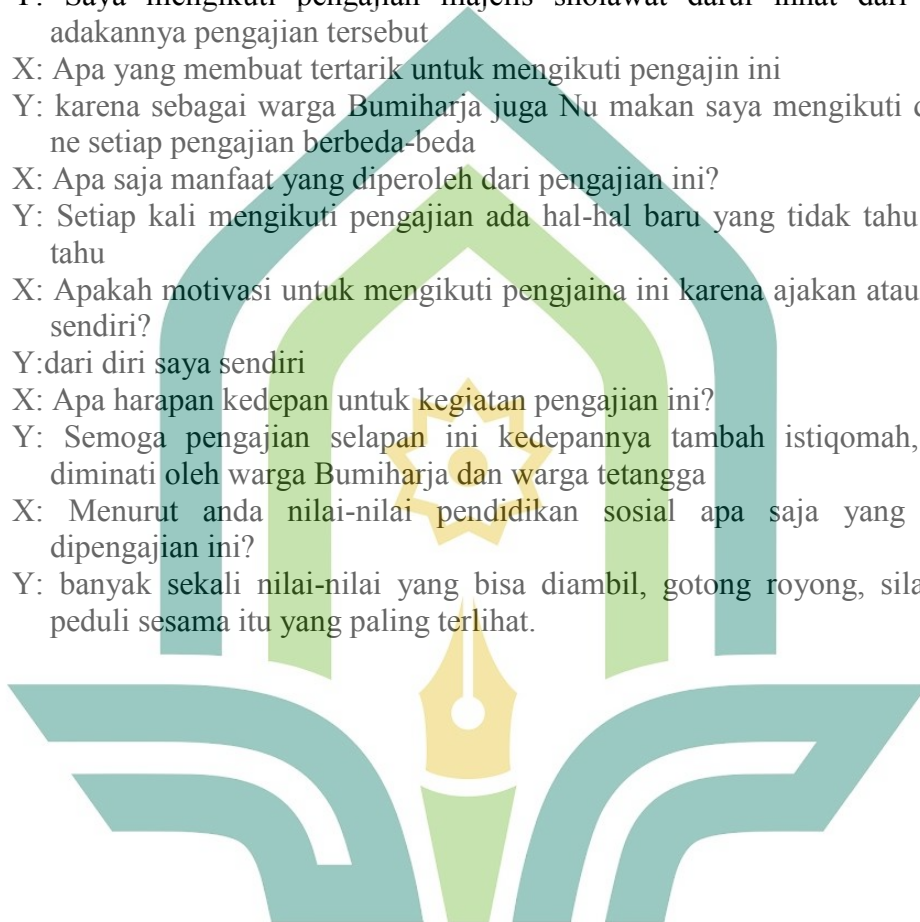 adakannya pengajian tersebut
X: Apa yang membuat tertarik untuk mengikuti pengajin ini
Y: karena sebagai warga Bumiharja juga Nu makan saya mengikuti
ne setiap pengajian berbeda-beda
X: Apa saja manfaat yang diperoleh dari pengajian ini?
Y: Setiap kali mengikuti pengajian ada hal-hal baru yang tidak tahu
tahu
X: Apakah motivasi untuk mengikuti pengjaina ini karena ajakan atau
sendiri?
Y:dari diri saya sendiri
X: Apa harapan kedepan untuk kegiatan pengajian ini?
Y: Semoga pengajian selapan ini kedepannya tambah istiqomah,
diminati oleh warga Bumiharja dan warga tetangga
X: Menurut anda nilai-nilai pendidikan sosial apa saja yang
dipengajian ini?
Y: banyak sekali nilai-nilai yang bisa diambil, gotong royong,
peduli sesama itu yang paling terlihat.